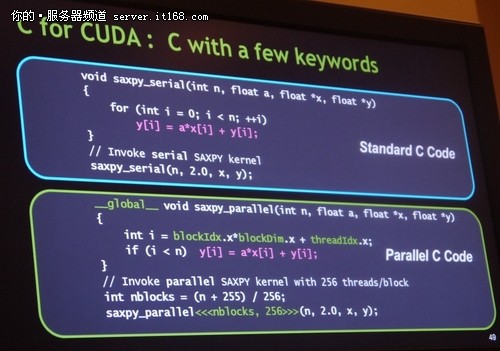 你的·服务器频道 server.it168.com
C for CUDA : C with a few keywords
void saxpy_serial(int n, float a, float *x, float *y)
{
for (int i = 0; i < n; ++i)
y[i] = a*x[i] + y[i];
}
// Invoke serial SAXPY kernel
saxpy_serial(n, 2.0, x, y);
Standard C Code
__global__ void saxpy_parallel(int n, float a, float *x, float *y)
{
int i = blockIdx.x*blockDim.x + threadIdx.x;
if (i < n) y[i] = a*x[i] + y[i];
}
// Invoke parallel SAXPY kernel with 256 threads/block
int nblocks = (n + 255) / 256;
saxpy_parallel<<<nblocks, 256>>>(n, 2.0, x, y);
Parallel C Code
49